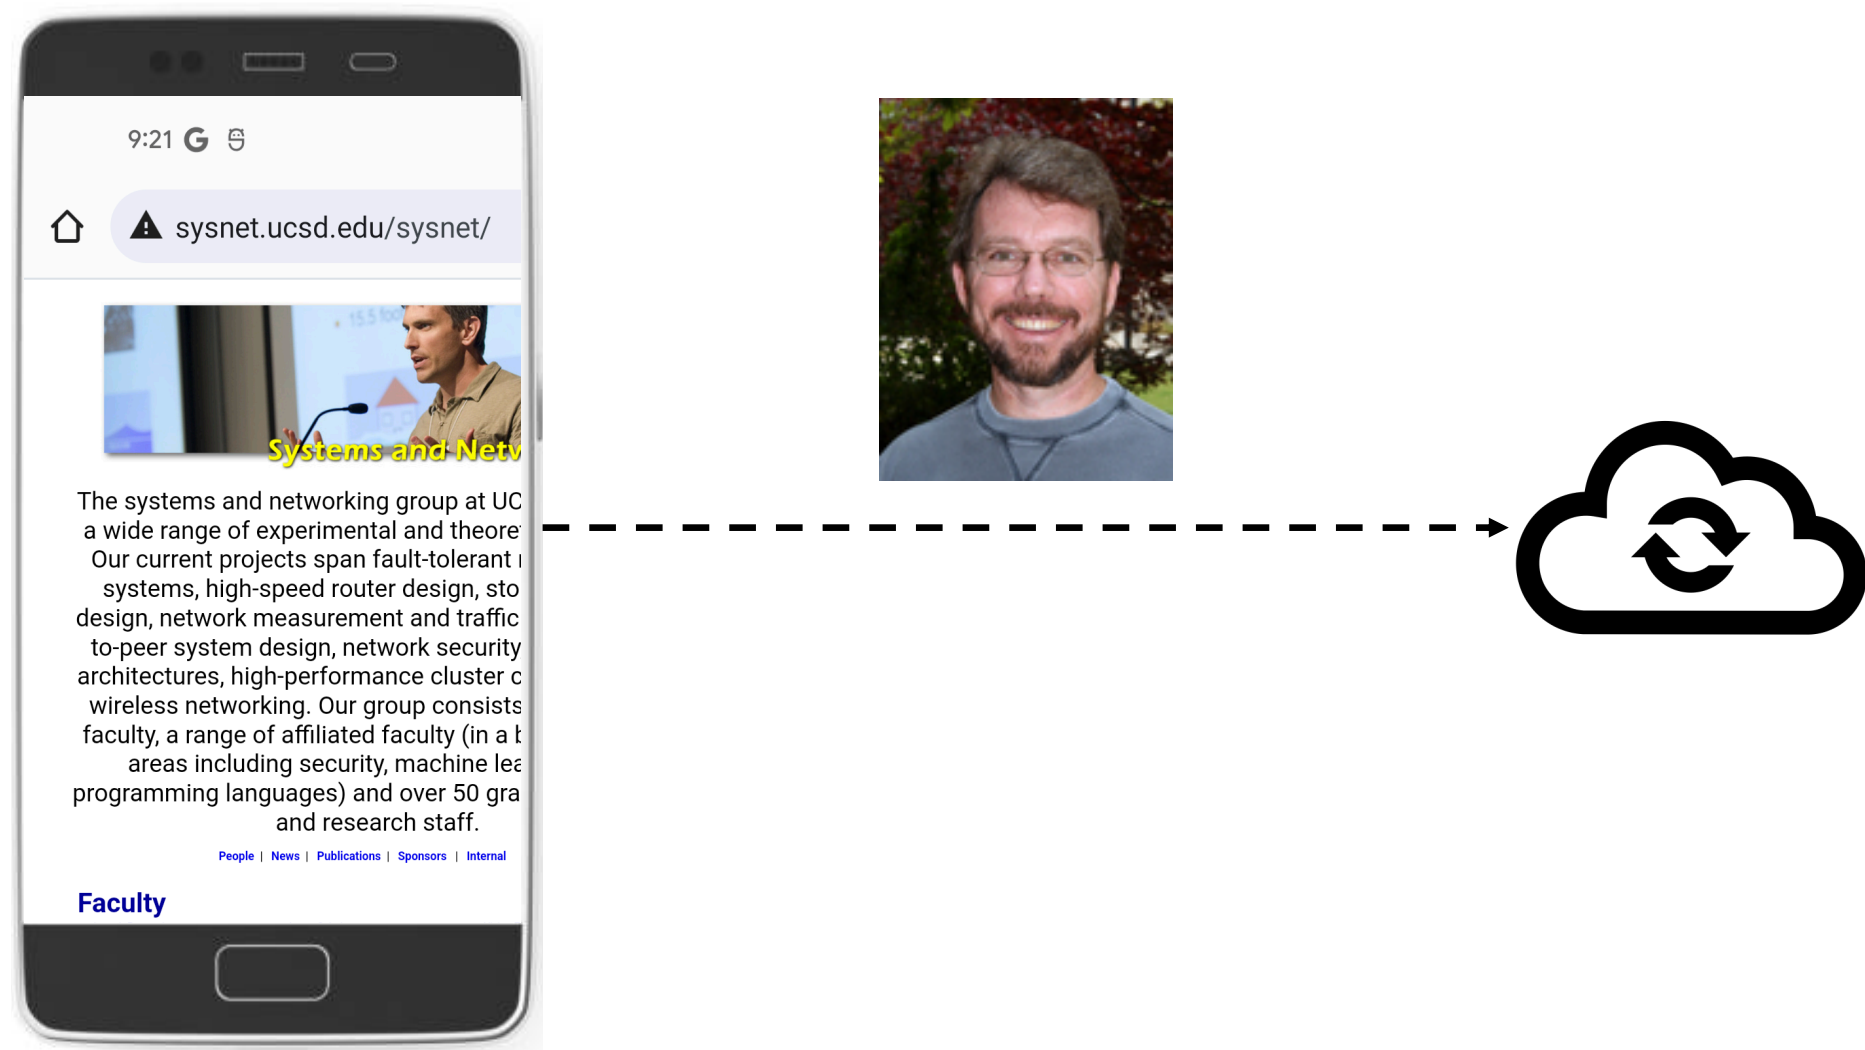 9:21 G
sysnet.ucsd.edu/sysnet/
15.5
Systems and Netw
The systems and networking group at UC
a wide range of experimental and theoret
Our current projects span fault-tolerant
systems, high-speed router design, sto
design, network measurement and traffic
to-peer system design, network security,
architectures, high-performance cluster c
wireless networking. Our group consists
faculty, a range of affiliated faculty (in a b
areas including security, machine lea
programming languages) and over 50 gra
and research staff.
People | News | Publications | Sponsors | Internal
Faculty